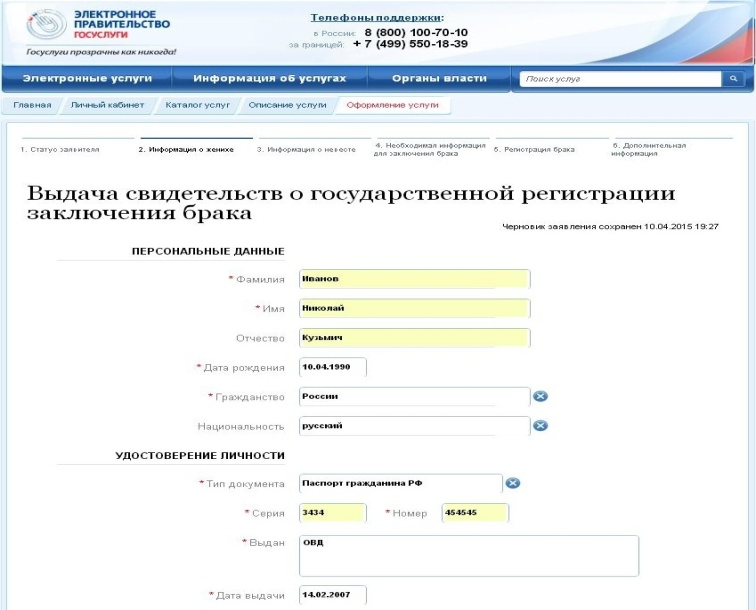 ЭЛЕКТРОННОЕ
ПРАВИТЕЛЬСТВО
ГОСУСЛУГИ
Госуслуги прозрачны как никогда!
Телефоны поддержки:
в России: 8 (800) 100-70-10
за границей: + 7 (499) 550-18-39
Электронные услуги Информация об услугах Органы власти Поиск услуг
Главная Личный кабинет Каталог услуг Описание услуги Оформление услуги
1. Статус заявителя 2. Информация о женихе 3. Информация о невесте 4. Необходимая информация для заключения брака 5. Регистрация брака 6. Дополнительная информация
Выдача свидетельств о государственной регистрации
заключения брака
Черновик заявления сохранен 10.04.2015 19:27
ПЕРСОНАЛЬНЫЕ ДАННЫЕ
* Фамилия Иванов
* Имя Николай
Отчество Кузьмич
* Дата рождения 10.04.1990
* Гражданство России
Национальность русский
УДОСТОВЕРЕНИЕ ЛИЧНОСТИ
* Тип документа Паспорт гражданина РФ
* Серия 3434 * Номер 454545
* Выдан ОВД
* Дата выдачи 14.02.2007